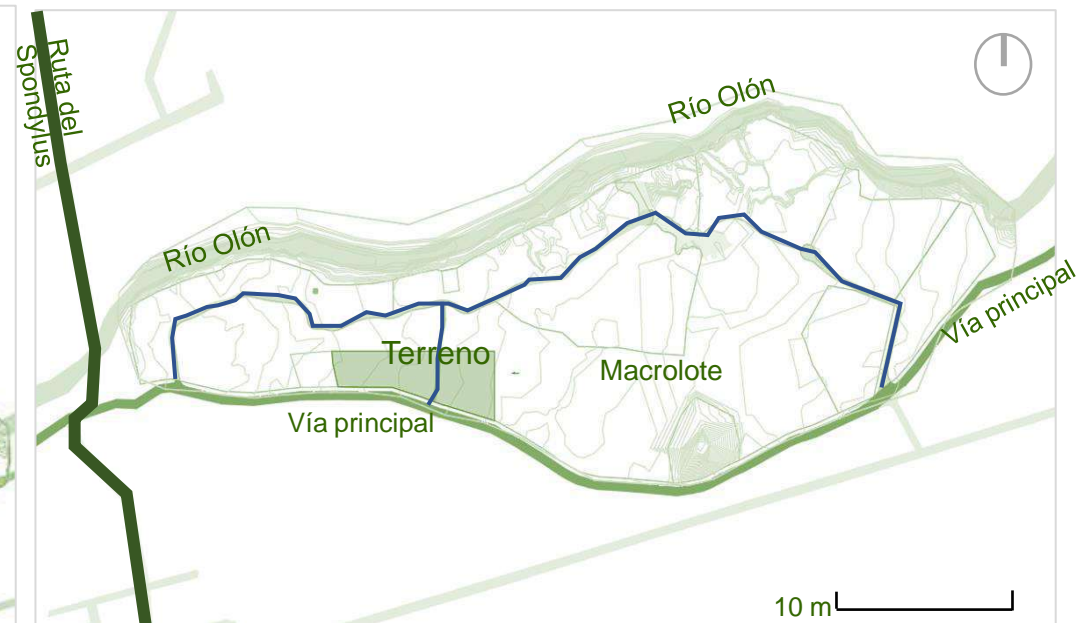 Ruta del
Spondylus
Río Olón
Río Olón
Vía principal
Terreno
Macrolote
Vía principal
10 m